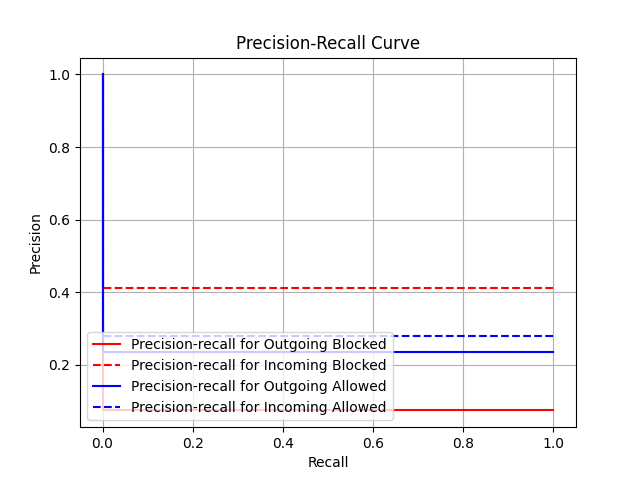 Precision-Recall Curve
1.0
0.8
0.6
0.4
0.2
Precision
Precision-recall for Outgoing Blocked
Precision-recall for Incoming Blocked
Precision-recall for Outgoing Allowed
Precision-recall for Incoming Allowed
0.0 0.2 0.4 0.6 0.8 1.0
Recall